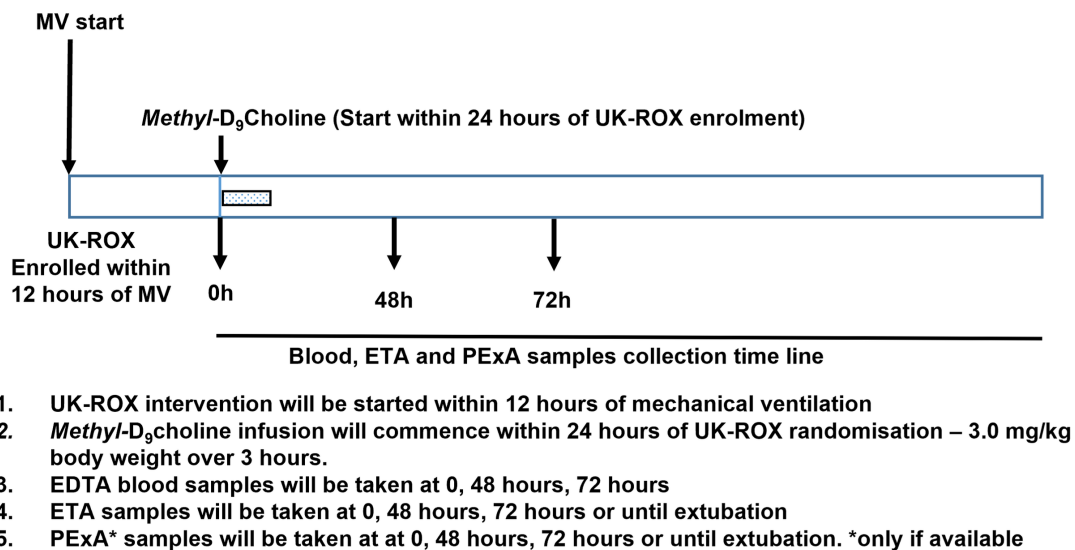 MV start
Methyl-D₉Choline (Start within 24 hours of UK-ROX enrolment)
UK-ROX
Enrolled within
12 hours of MV
0h
48h
72h
Blood, ETA and PExA samples collection time line
1. UK-ROX intervention will be started within 12 hours of mechanical ventilation
2. Methyl-D₉choline infusion will commence within 24 hours of UK-ROX randomisation – 3.0 mg/kg
body weight over 3 hours.
3. EDTA blood samples will be taken at 0, 48 hours, 72 hours
4. ETA samples will be taken at 0, 48 hours, 72 hours or until extubation
5. PExA* samples will be taken at at 0, 48 hours, 72 hours or until extubation. *only if available